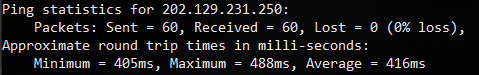 Ping statistics for 202.129.231.250:
    Packets: Sent = 60, Received = 60, Lost = 0 (0% loss),
Approximate round trip times in milli-seconds:
    Minimum = 405ms, Maximum = 488ms, Average = 416ms